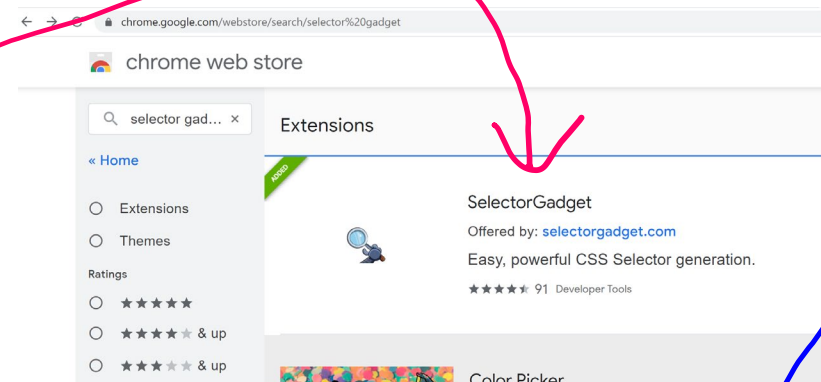 chrome.google.com/webstore/search/selector%20gadget
chrome web store
selector gad... ×
Extensions
« Home
ADDED
SelectorGadget
Extensions
Offered by: selectorgadget.com
Themes
Easy, powerful CSS Selector generation.
Ratings
91 Developer Tools
& up
& up
Color Picker